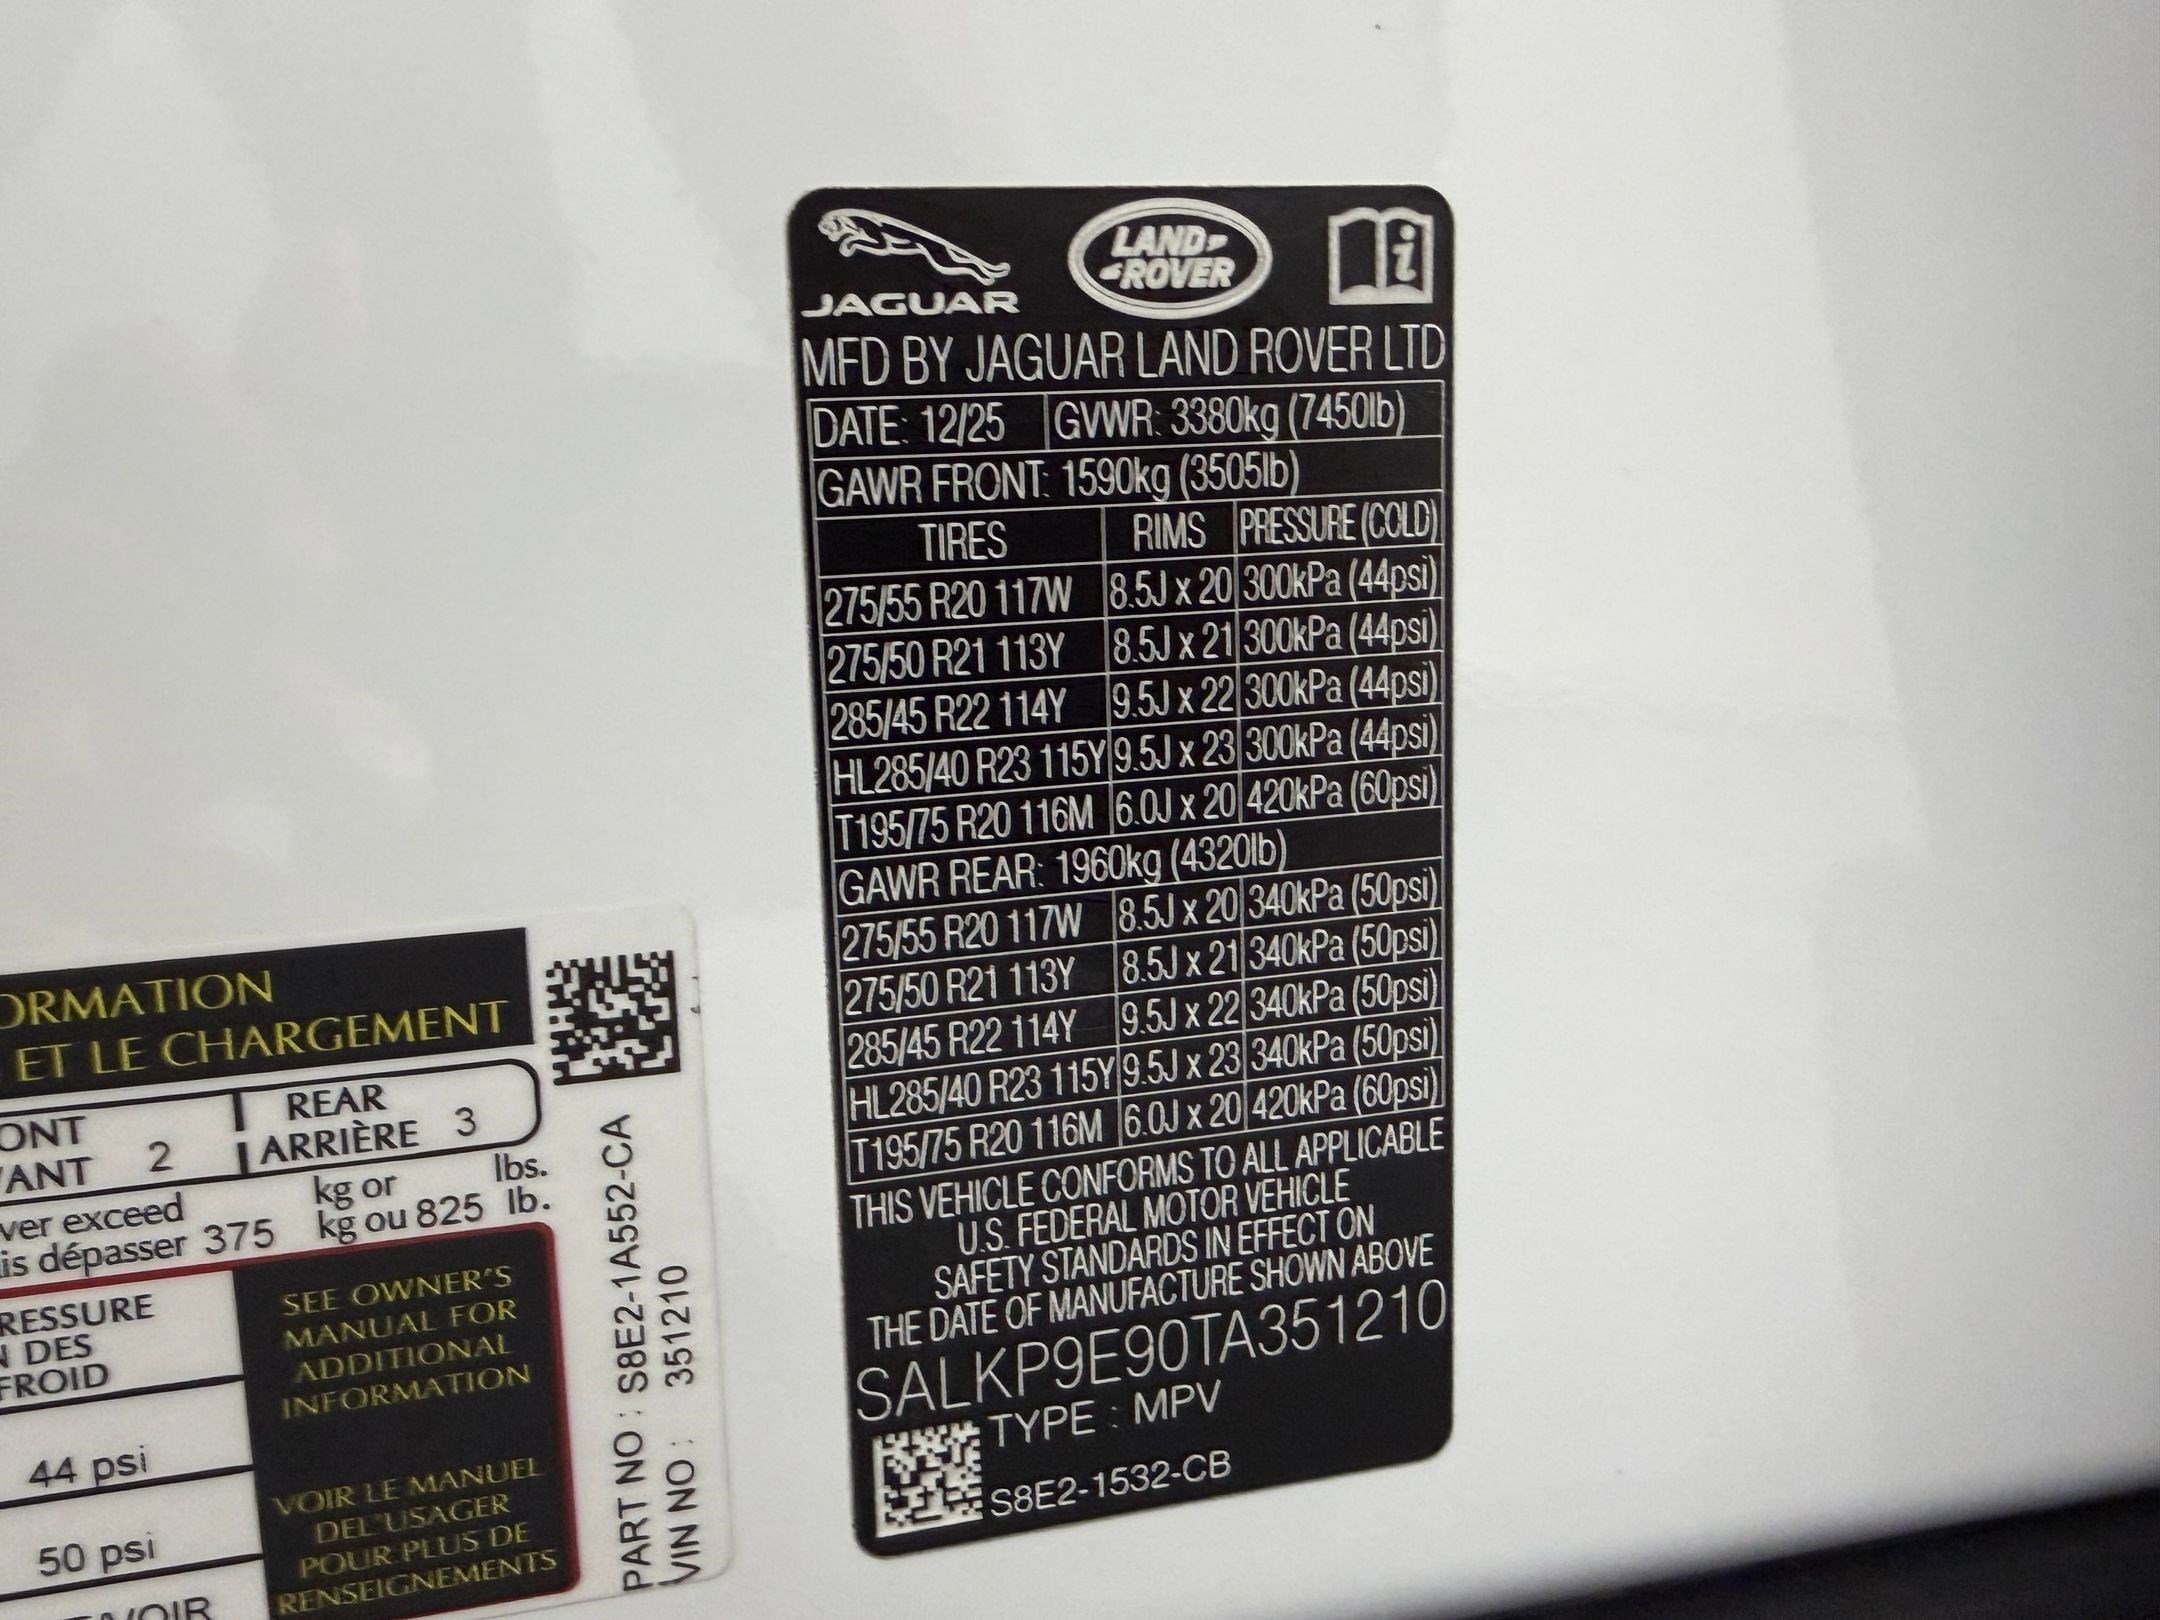 JAGUAR
LAND
ROVER
MFD BY JAGUAR LAND ROVER LTD
DATE: 12/25 GVWR: 3380kg (7450lb)
GAWR FRONT: 1590kg (3505lb)
TIRES RIMS PRESSURE (COLD)
275/55 R20 117W 8.5J x 20 300kPa (44psi)
275/50 R21 113Y 8.5J x 21 300kPa (44psi)
285/45 R22 114Y 9.5J x 22 300kPa (44psi)
HL285/40 R23 115Y 9.5J x 23 300kPa (44psi)
T195/75 R20 116M 6.0J x 20 420kPa (60psi)
GAWR REAR: 1960kg (4320lb)
275/55 R20 117W 8.5J x 20 340kPa (50psi)
275/50 R21 113Y 8.5J x 21 340kPa (50psi)
285/45 R22 114Y 9.5J x 22 340kPa (50psi)
HL285/40 R23 115Y 9.5J x 23 340kPa (50psi)
T195/75 R20 116M 6.0J x 20 420kPa (60psi)
THIS VEHICLE CONFORMS TO ALL APPLICABLE
U.S. FEDERAL MOTOR VEHICLE
SAFETY STANDARDS IN EFFECT ON
THE DATE OF MANUFACTURE SHOWN ABOVE
SALKP9E90TA351210
TYPE : MPV
S8E2-1532-CB
ORMATION
ET LE CHARGEMENT
ONT REAR
VANT 2 ARRIÈRE 3
ver exceed kg or lbs.
is dépasser 375 kg ou 825 lb.
RESSURE
N DES
FROID
44 psi
50 psi
VOIR
SEE OWNER'S
MANUAL FOR
ADDITIONAL
INFORMATION
VOIR LE MANUEL
DEL'USAGER
POUR PLUS DE
RENSEIGNEMENTS
PART NO : S8E2-1A552-CA
VIN NO : 351210